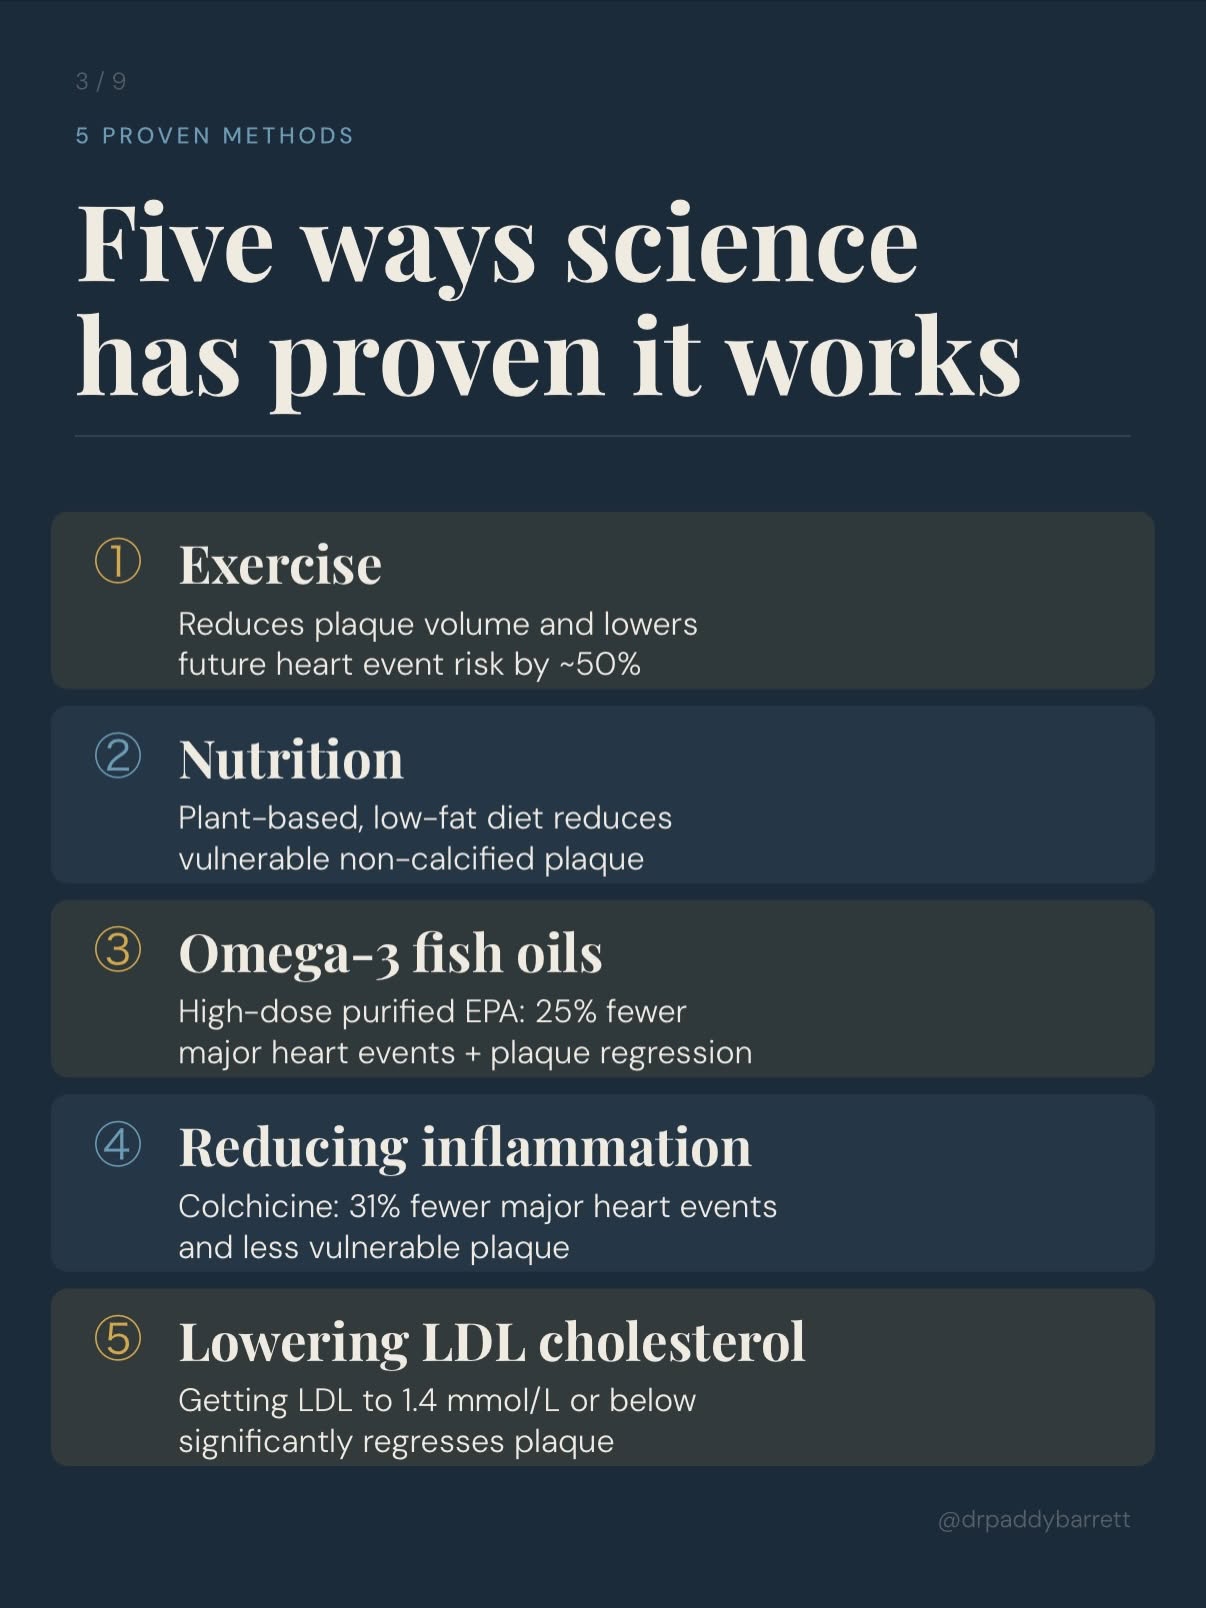 3 / 9
5 PROVEN METHODS
Five ways science
has proven it works
① Exercise
Reduces plaque volume and lowers
future heart event risk by ~50%
② Nutrition
Plant-based, low-fat diet reduces
vulnerable non-calcified plaque
③ Omega-3 fish oils
High-dose purified EPA: 25% fewer
major heart events + plaque regression
④ Reducing inflammation
Colchicine: 31% fewer major heart events
and less vulnerable plaque
⑤ Lowering LDL cholesterol
Getting LDL to 1.4 mmol/L or below
significantly regresses plaque
@drpaddybarrett